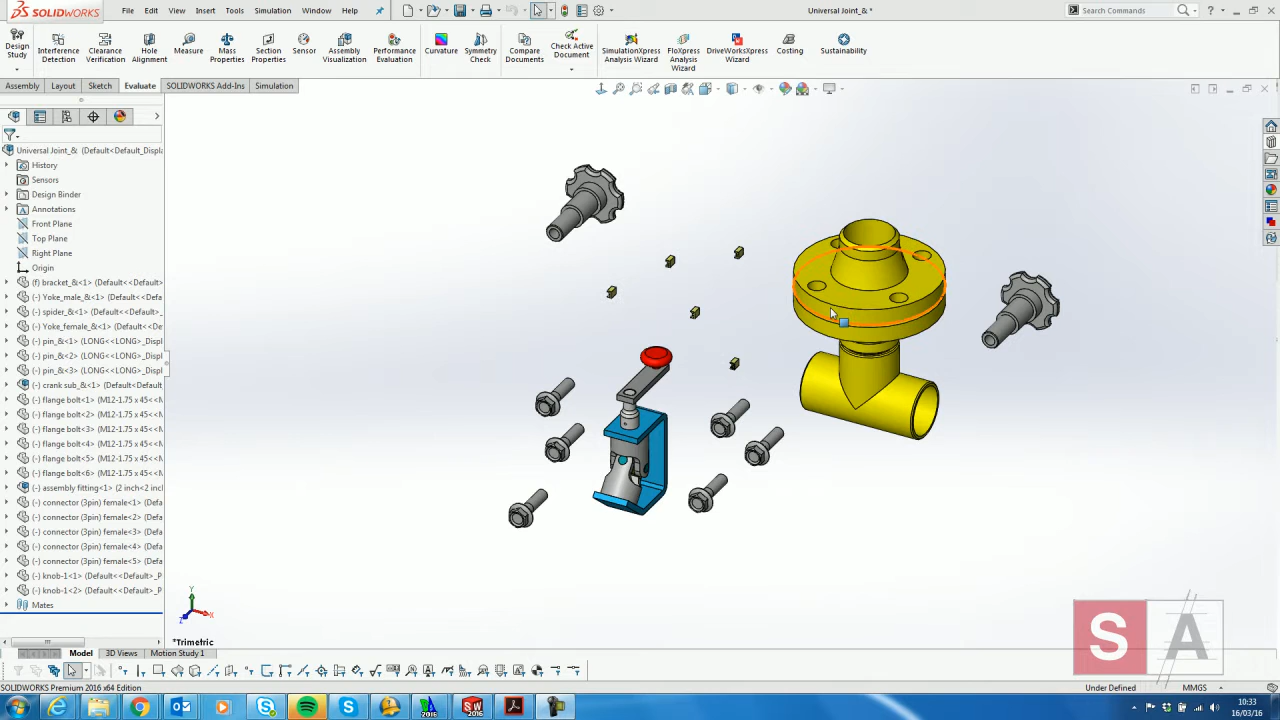 SOLIDWORKS File Edit View Insert Tools Simulation Window Help Universal Joint_& * Search Commands
Design Study Interference Detection Clearance Verification Hole Alignment Measure Mass Properties Section Properties Sensor Assembly Visualization Performance Evaluation Curvature Symmetry Check Compare Documents Check Active Document SimulationXpress Analysis Wizard FloXpress Analysis Wizard DriveWorksXpress Wizard Costing Sustainability
Assembly Layout Sketch Evaluate SOLIDWORKS Add-Ins Simulation
Universal Joint_& (Default<Default_Displa
History
Sensors
Design Binder
Annotations
Front Plane
Top Plane
Right Plane
Origin
(f) bracket_&<1> (Default<<Defau
(-) Yoke_male_&<1> (Default<<De
(-) spider_&<1> (Default<<Default
(-) Yoke_female_&<1> (Default<<D
(-) pin_&<1> (LONG<<LONG>_Displ
(-) pin_&<2> (LONG<<LONG>_Displ
(-) pin_&<3> (LONG<<LONG>_Displ
(-) crank sub_&<1> (Default<Default
(-) flange bolt<1> (M12-1.75 x 45<<M
(-) flange bolt<2> (M12-1.75 x 45<<M
(-) flange bolt<3> (M12-1.75 x 45<<M
(-) flange bolt<4> (M12-1.75 x 45<<M
(-) flange bolt<5> (M12-1.75 x 45<<M
(-) flange bolt<6> (M12-1.75 x 45<<M
(-) assembly fitting<1> (2 inch<2 inc
(-) connector (3pin) female<1> (Defa
(-) connector (3pin) female<2> (Defa
(-) connector (3pin) female<3> (Defa
(-) connector (3pin) female<4> (Defa
(-) connector (3pin) female<5> (Defa
(-) knob-1<1> (Default<<Default>_P
(-) knob-1<2> (Default<<Default>_P
Mates
Y
X
Z
*Trimetric
SA
Model 3D Views Motion Study 1
SOLIDWORKS Premium 2016 x64 Edition Under Defined MMGS
2016 SW 2016 10:33
16/03/16